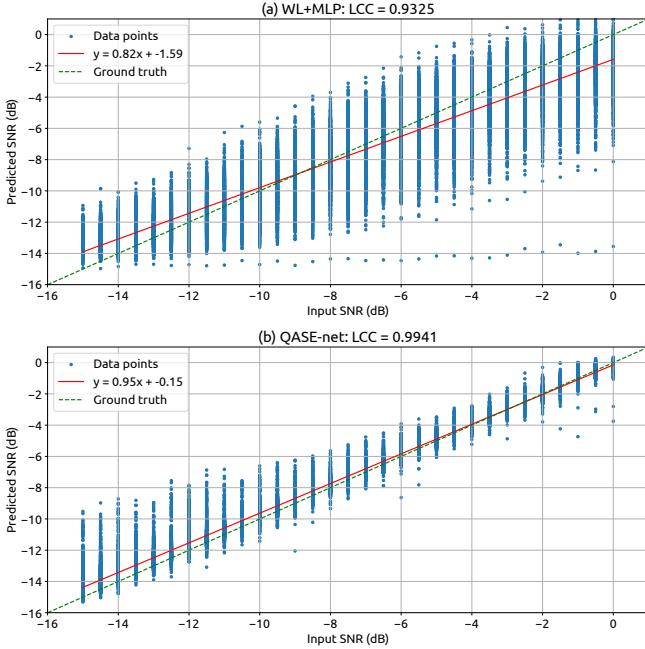 (a) WL+MLP: LCC = 0.9325
Data points
y = 0.82x + -1.59
Ground truth
0
−2
−4
−6
−8
−10
−12
−14
−16
Predicted SNR (dB)
−16 −14 −12 −10 −8 −6 −4 −2 0
Input SNR (dB)
(b) QASE-net: LCC = 0.9941
Data points
y = 0.95x + -0.15
Ground truth
0
−2
−4
−6
−8
−10
−12
−14
−16
Predicted SNR (dB)
−16 −14 −12 −10 −8 −6 −4 −2 0
Input SNR (dB)